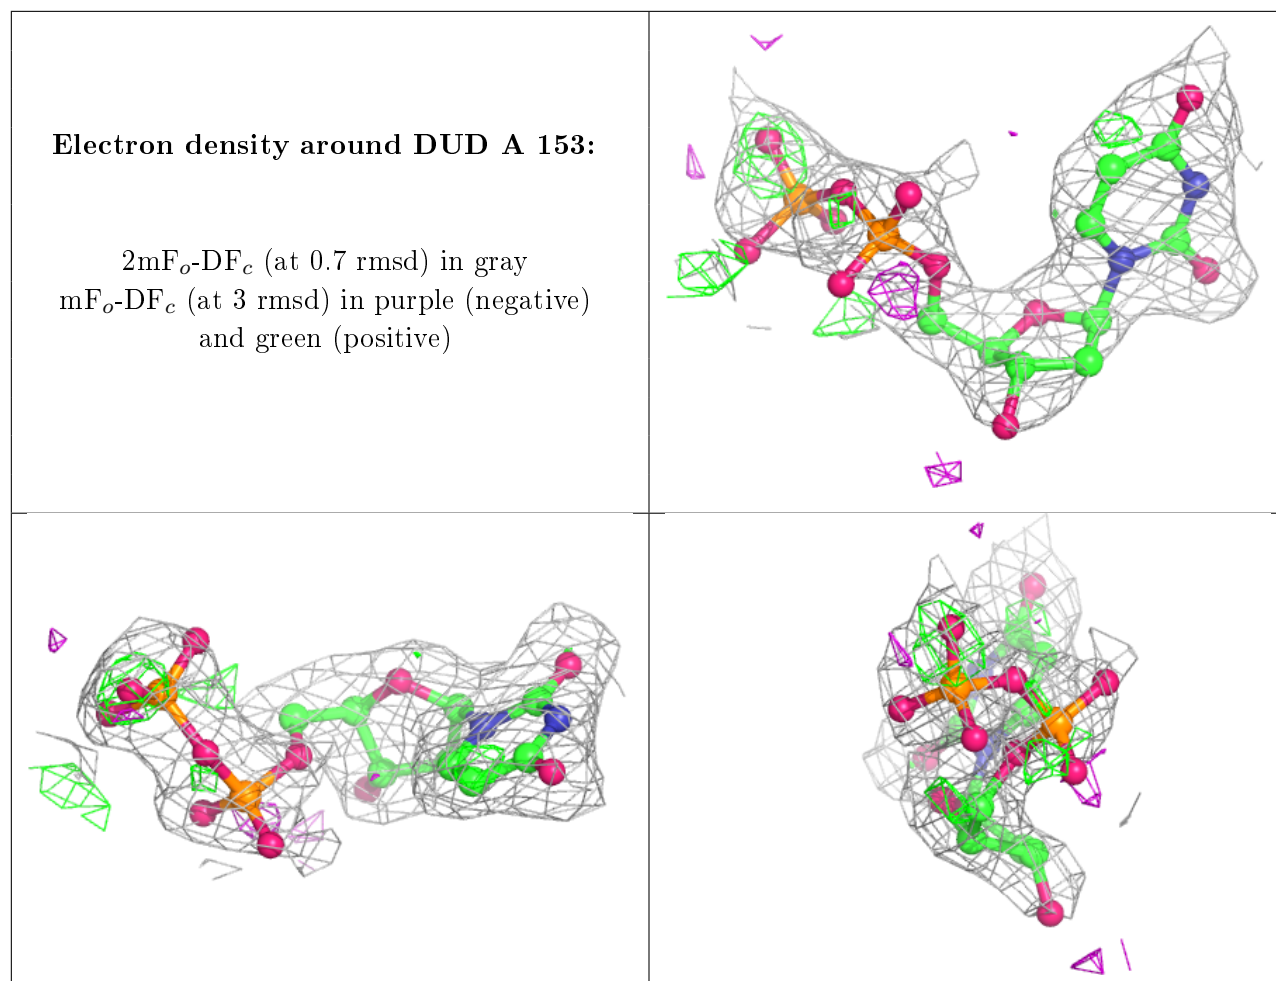 Electron density around DUD A 153:
2mFo-DFc (at 0.7 rmsd) in gray
mFo-DFc (at 3 rmsd) in purple (negative)
and green (positive)